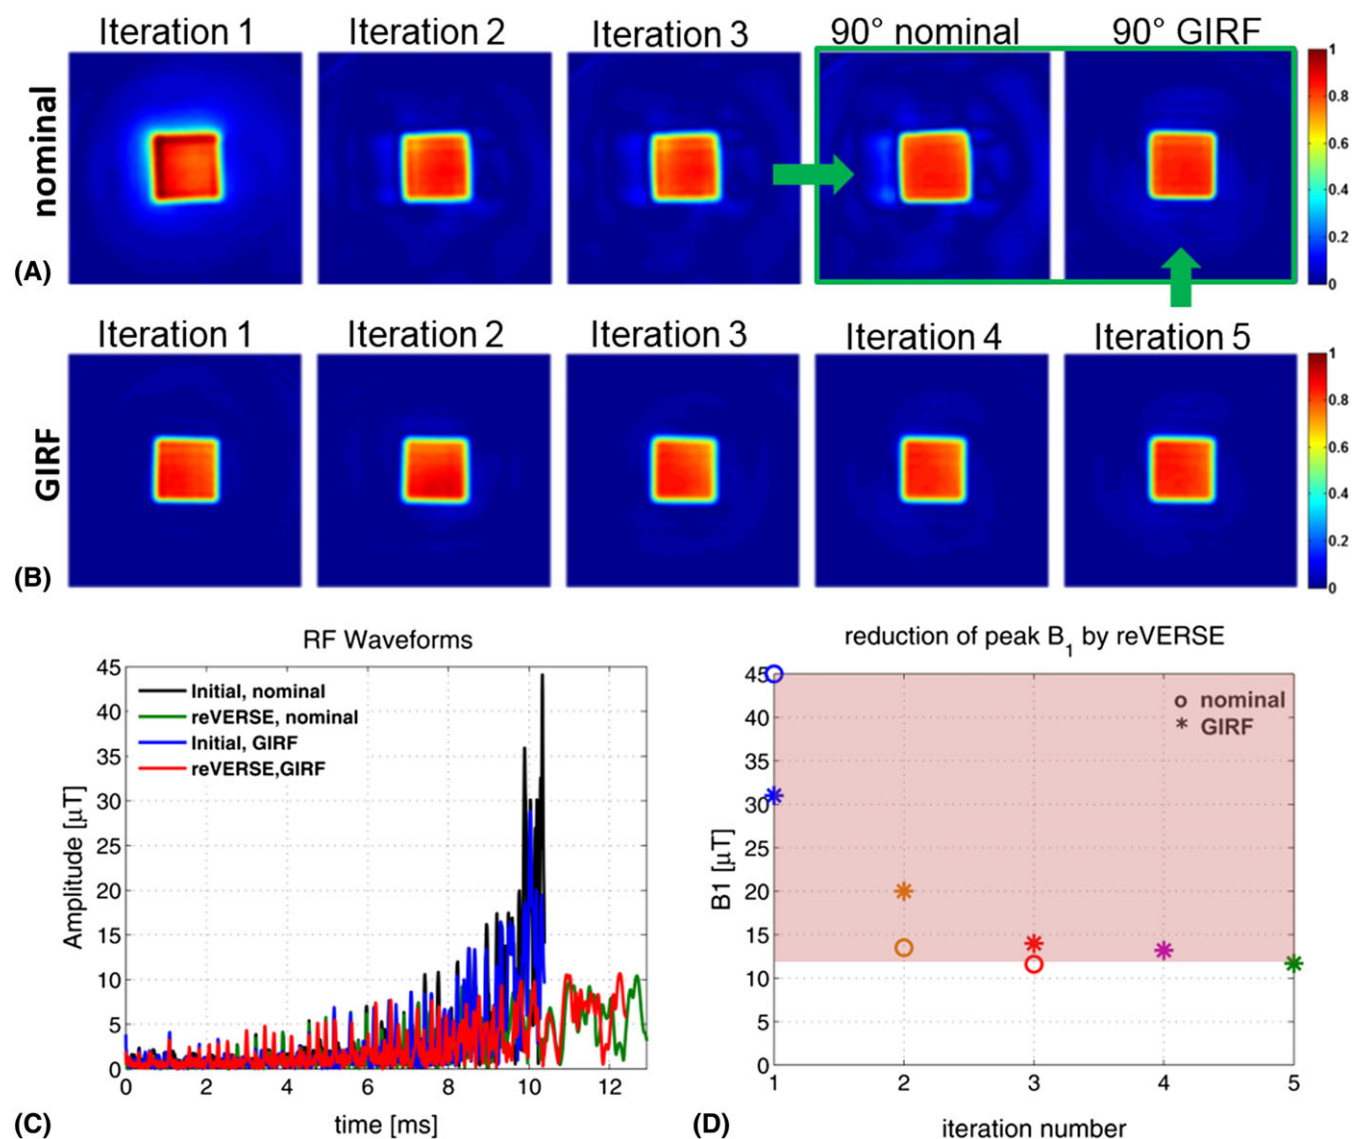 Iteration 1 Iteration 2 Iteration 3 90° nominal 90° GIRF
nominal
(A)
1
0.8
0.6
0.4
0.2
0
Iteration 1 Iteration 2 Iteration 3 Iteration 4 Iteration 5
GIRF
(B)
1
0.8
0.6
0.4
0.2
0
RF Waveforms
Initial, nominal
reVERSE, nominal
Initial, GIRF
reVERSE,GIRF
45
40
35
30
25
20
15
10
5
0
Amplitude [μT]
0 2 4 6 8 10 12
time [ms]
(C)
reduction of peak B1 by reVERSE
nominal
GIRF
45
40
35
30
25
20
15
10
5
0
B1 [μT]
1 2 3 4 5
iteration number
(D)